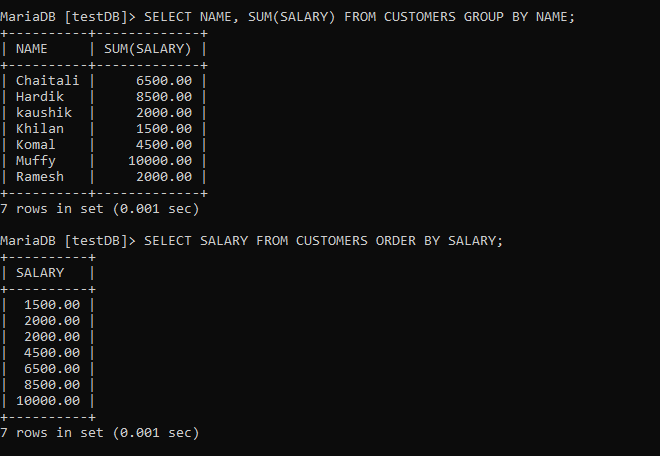 MariaDB [testDB]> SELECT NAME, SUM(SALARY) FROM CUSTOMERS GROUP BY NAME;
+----------+-------------+
| NAME     | SUM(SALARY) |
+----------+-------------+
| Chaitali |     6500.00 |
| Hardik   |     8500.00 |
| kaushik  |     2000.00 |
| Khilan   |     1500.00 |
| Komal    |     4500.00 |
| Muffy    |    10000.00 |
| Ramesh   |     2000.00 |
+----------+-------------+
7 rows in set (0.001 sec)

MariaDB [testDB]> SELECT SALARY FROM CUSTOMERS ORDER BY SALARY;
+----------+
| SALARY   |
+----------+
|  1500.00 |
|  2000.00 |
|  2000.00 |
|  4500.00 |
|  6500.00 |
|  8500.00 |
| 10000.00 |
+----------+
7 rows in set (0.001 sec)